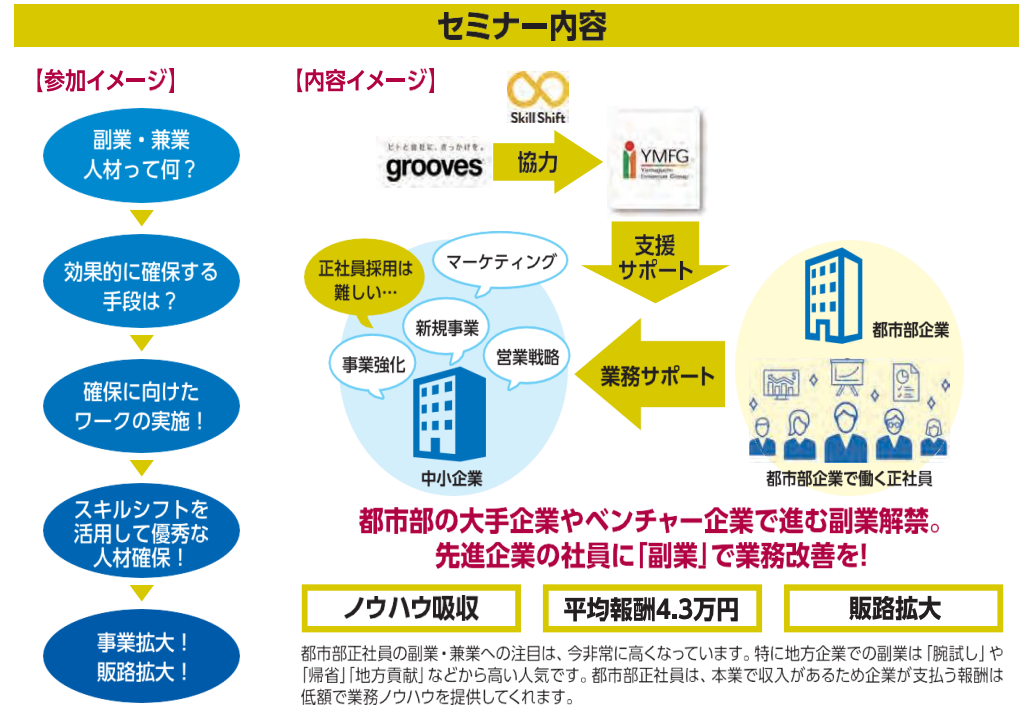 セミナー内容
【参加イメージ】
副業・兼業
人材って何？
効果的に確保する
手段は？
確保に向けた
ワークの実施！
スキルシフトを
活用して優秀な
人材確保！
事業拡大！
販路拡大！
【内容イメージ】
Skill Shift
ヒトと会社に、きっかけを。
grooves
協力
YMFG
Yamaguchi
Financial Group
支援
サポート
正社員採用は
難しい…
マーケティング
新規事業
事業強化
営業戦略
中小企業
業務サポート
都市部企業
都市部企業で働く正社員
都市部の大手企業やベンチャー企業で進む副業解禁。
先進企業の社員に「副業」で業務改善を!
ノウハウ吸収
平均報酬4.3万円
販路拡大
都市部正社員の副業・兼業への注目は、今非常に高くなっています。特に地方企業での副業は「腕試し」や
「帰省」「地方貢献」などから高い人気です。都市部正社員は、本業で収入があるため企業が支払う報酬は
低額で業務ノウハウを提供してくれます。